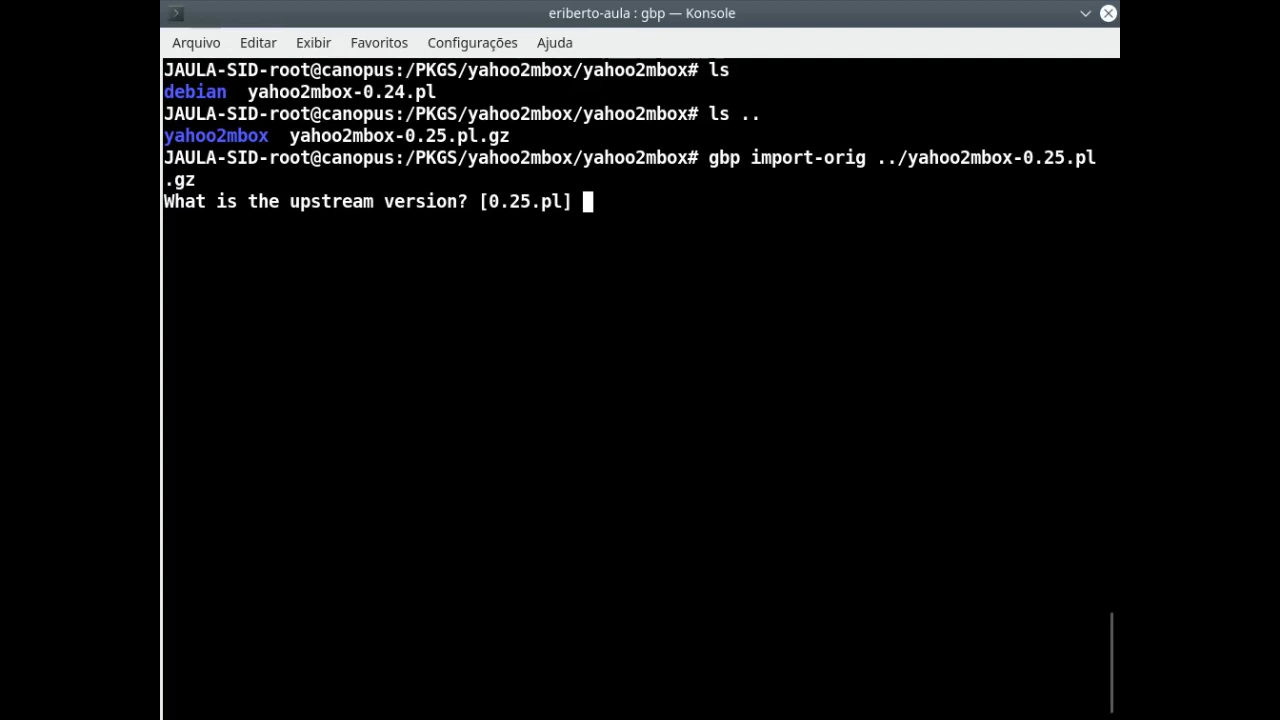 eriberto-aula : gbp — Konsole
Arquivo Editar Exibir Favoritos Configurações Ajuda
JAULA-SID-root@canopus:/PKGS/yahoo2mbox/yahoo2mbox# ls
debian  yahoo2mbox-0.24.pl
JAULA-SID-root@canopus:/PKGS/yahoo2mbox/yahoo2mbox# ls ..
yahoo2mbox  yahoo2mbox-0.25.pl.gz
JAULA-SID-root@canopus:/PKGS/yahoo2mbox/yahoo2mbox# gbp import-orig ../yahoo2mbox-0.25.pl
.gz
What is the upstream version? [0.25.pl]